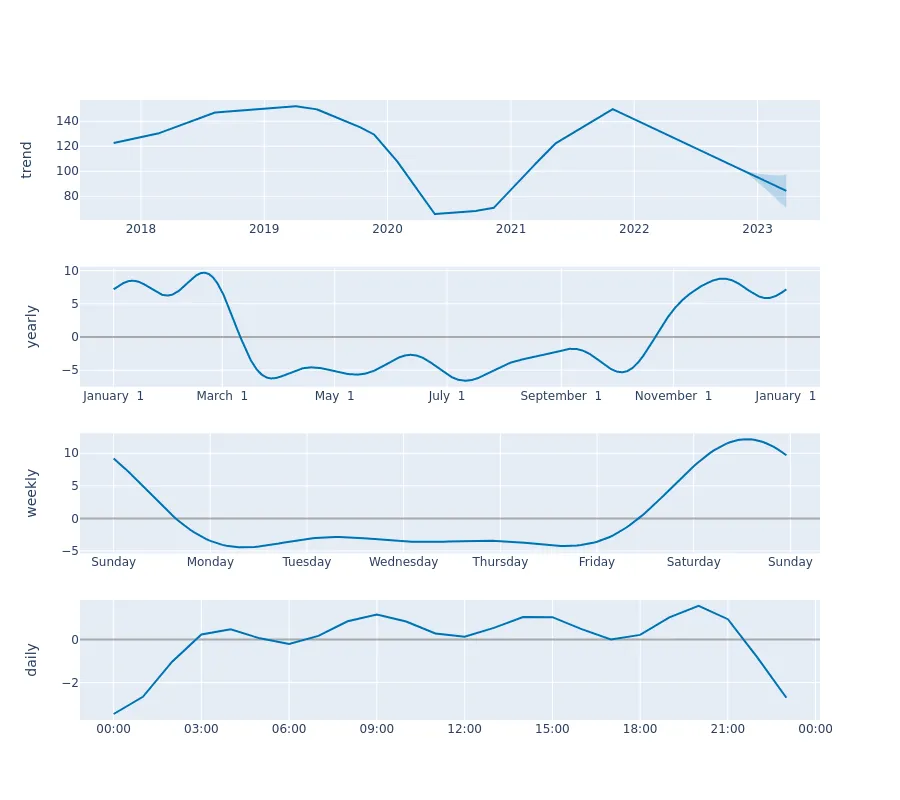 trend
140
120
100
80
2018 2019 2020 2021 2022 2023
yearly
10
5
0
−5
January 1 March 1 May 1 July 1 September 1 November 1 January 1
weekly
10
5
0
−5
Sunday Monday Tuesday Wednesday Thursday Friday Saturday Sunday
daily
0
−2
00:00 03:00 06:00 09:00 12:00 15:00 18:00 21:00 00:00